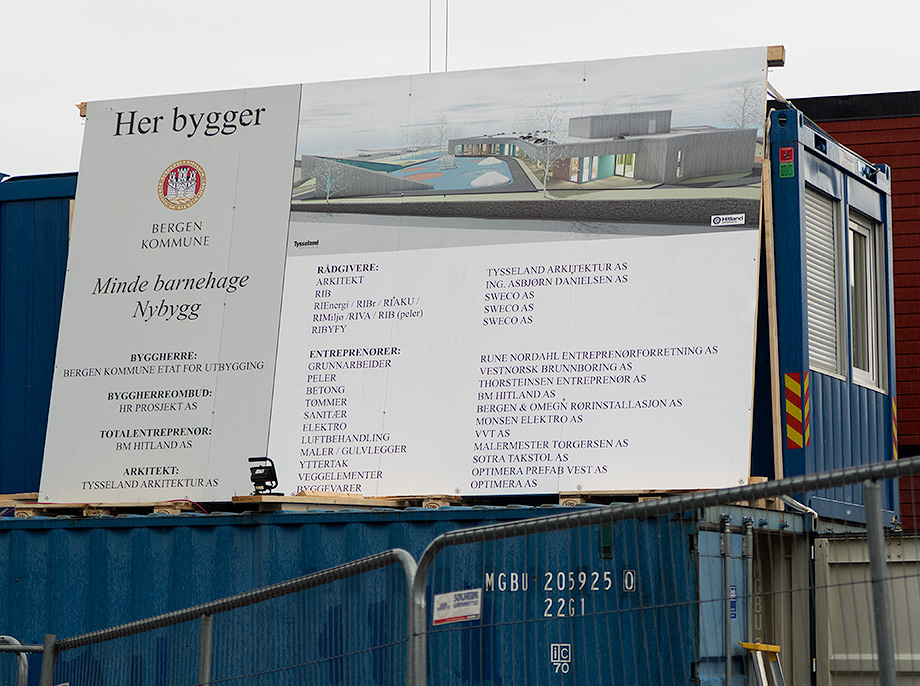 Her bygger
BERGEN
KOMMUNE
Minde barnehage
Nybygg
BYGGHERRE:
BERGEN KOMMUNE ETAT FOR UTBYGGING
BYGGHERREOMBUD:
HR PROSJEKT AS
TOTALENTREPRENØR:
BM HITLAND AS
ARKITEKT:
TYSSELAND ARKITEKTUR AS
Tysseland
Hitland
RÅDGIVERE:
ARKITEKT TYSSELAND ARKITEKTUR AS
RIB ING. ASBJØRN DANIELSEN AS
RIEnergi / RIBr / RIAKU / SWECO AS
RIMiljø /RIVA / RIB (peler) SWECO AS
RIBYFY SWECO AS
ENTREPRENØRER:
GRUNNARBEIDER RUNE NORDAHL ENTREPRENØRFORRETNING AS
PELER VESTNORSK BRUNNBORING AS
BETONG THORSTEINSEN ENTREPRENØR AS
TØMMER BM HITLAND AS
SANITÆR BERGEN & OMEGN RØRINSTALLASJON AS
ELEKTRO MONSEN ELEKTRO AS
LUFTBEHANDLING VVT AS
MALER / GULVLEGGER MALERMESTER TORGERSEN AS
YTTERTAK SOTRA TAKSTOL AS
VEGGELEMENTER OPTIMERA PREFAB VEST AS
BYGGEVARER OPTIMERA AS
MGBU 205925 0
22G1
ic
70